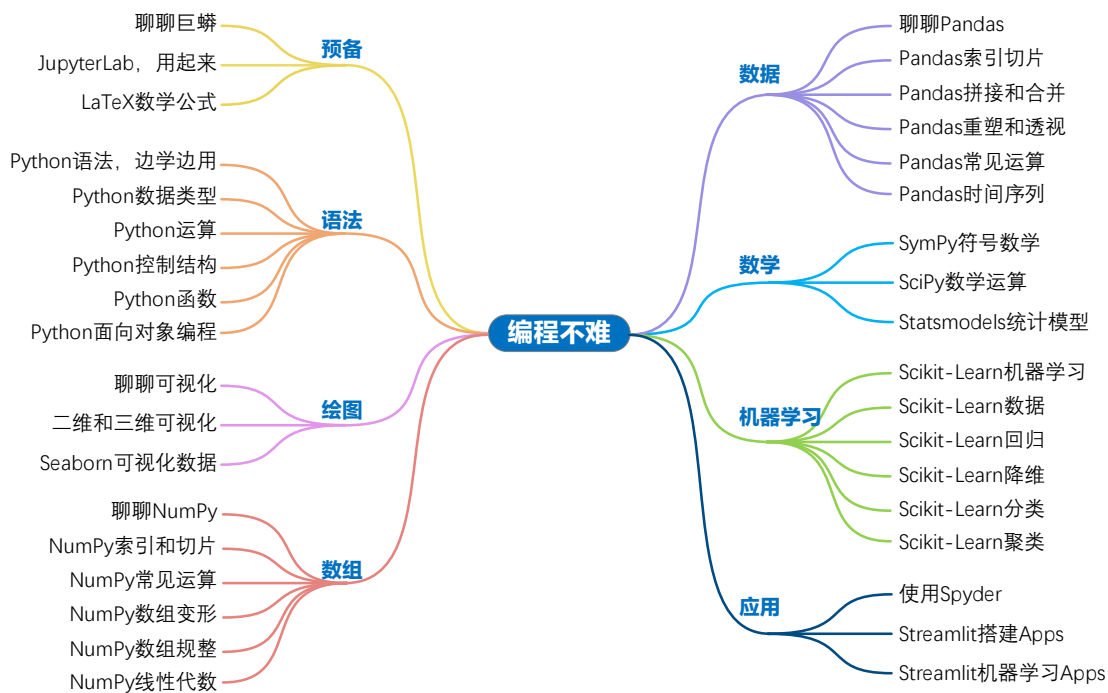 编程不难
预备
聊聊巨蟒
JupyterLab，用起来
LaTeX数学公式
语法
Python语法，边学边用
Python数据类型
Python运算
Python控制结构
Python函数
Python面向对象编程
绘图
聊聊可视化
二维和三维可视化
Seaborn可视化数据
数组
聊聊NumPy
NumPy索引和切片
NumPy常见运算
NumPy数组变形
NumPy数组规整
NumPy线性代数
数据
聊聊Pandas
Pandas索引切片
Pandas拼接和合并
Pandas重塑和透视
Pandas常见运算
Pandas时间序列
数学
SymPy符号数学
SciPy数学运算
Statsmodels统计模型
机器学习
Scikit-Learn机器学习
Scikit-Learn数据
Scikit-Learn回归
Scikit-Learn降维
Scikit-Learn分类
Scikit-Learn聚类
应用
使用Spyder
Streamlit搭建Apps
Streamlit机器学习Apps